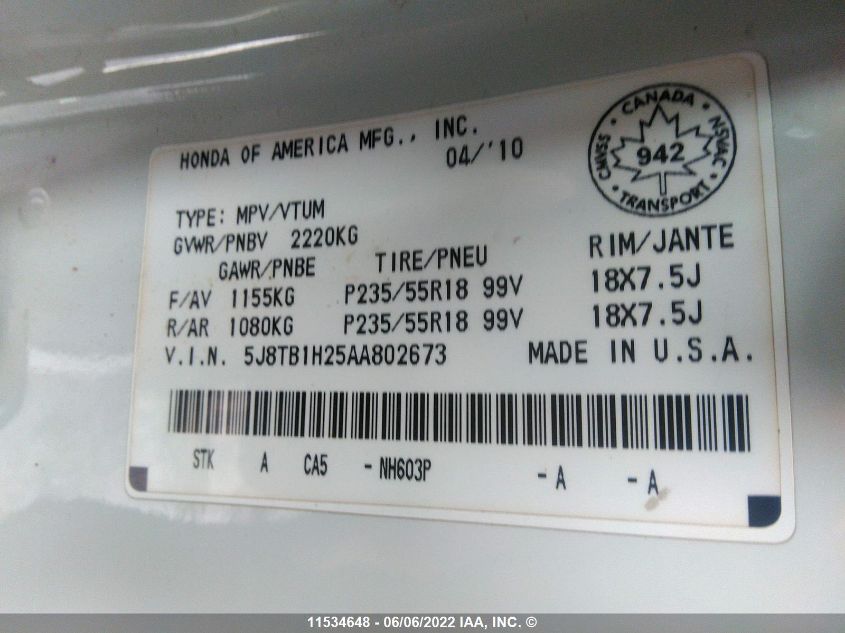 HONDA OF AMERICA MFG., INC.
04/'10
CANADA
CMVSS
942
NSVAC
TRANSPORT
TYPE: MPV/VTUM
GVWR/PNBV 2220KG
GAWR/PNBE TIRE/PNEU RIM/JANTE
F/AV 1155KG P235/55R18 99V 18X7.5J
R/AR 1080KG P235/55R18 99V 18X7.5J
V.I.N. 5J8TB1H25AA802673 MADE IN U.S.A.
STK A CA5 -NH603P -A -A
11534648 - 06/06/2022 IAA, INC. ©